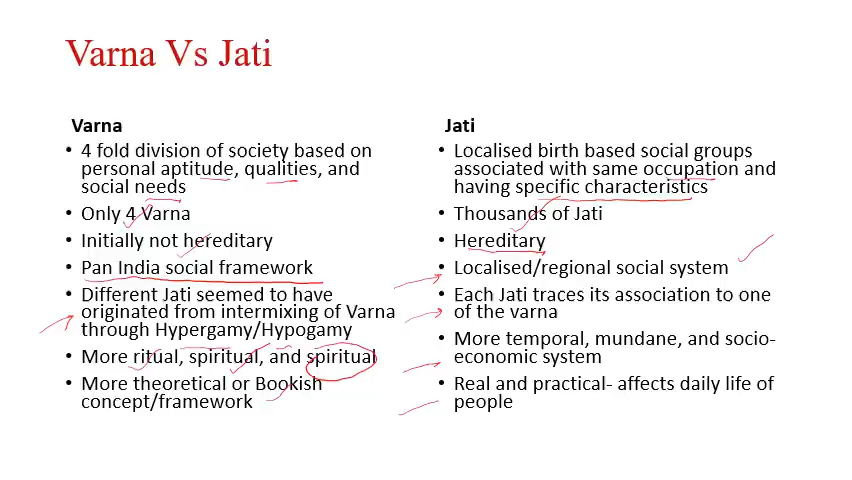 Varna Vs Jati
Varna
• 4 fold division of society based on
personal aptitude, qualities, and
social needs
• Only 4 Varna
• Initially not hereditary
• Pan India social framework
• Different Jati seemed to have
originated from intermixing of Varna
through Hypergamy/Hypogamy
• More ritual, spiritual, and spiritual
• More theoretical or Bookish
concept/framework
Jati
• Localised birth based social groups
associated with same occupation and
having specific characteristics
• Thousands of Jati
• Hereditary
• Localised/regional social system
• Each Jati traces its association to one
of the varna
• More temporal, mundane, and socio-
economic system
• Real and practical- affects daily life of
people